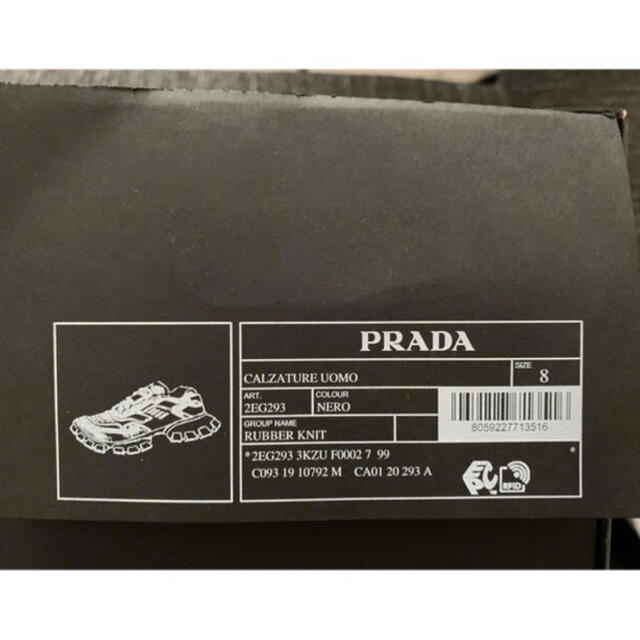 PRADA
CALZATURE UOMO
SIZE
8
ART.
2EG293
COLOUR
NERO
GROUP NAME
RUBBER KNIT
8059227713516
*2EG293 3KZU F0002 7 99
C093 19 10792 M CA01 20 293 A
EPC™
RFID